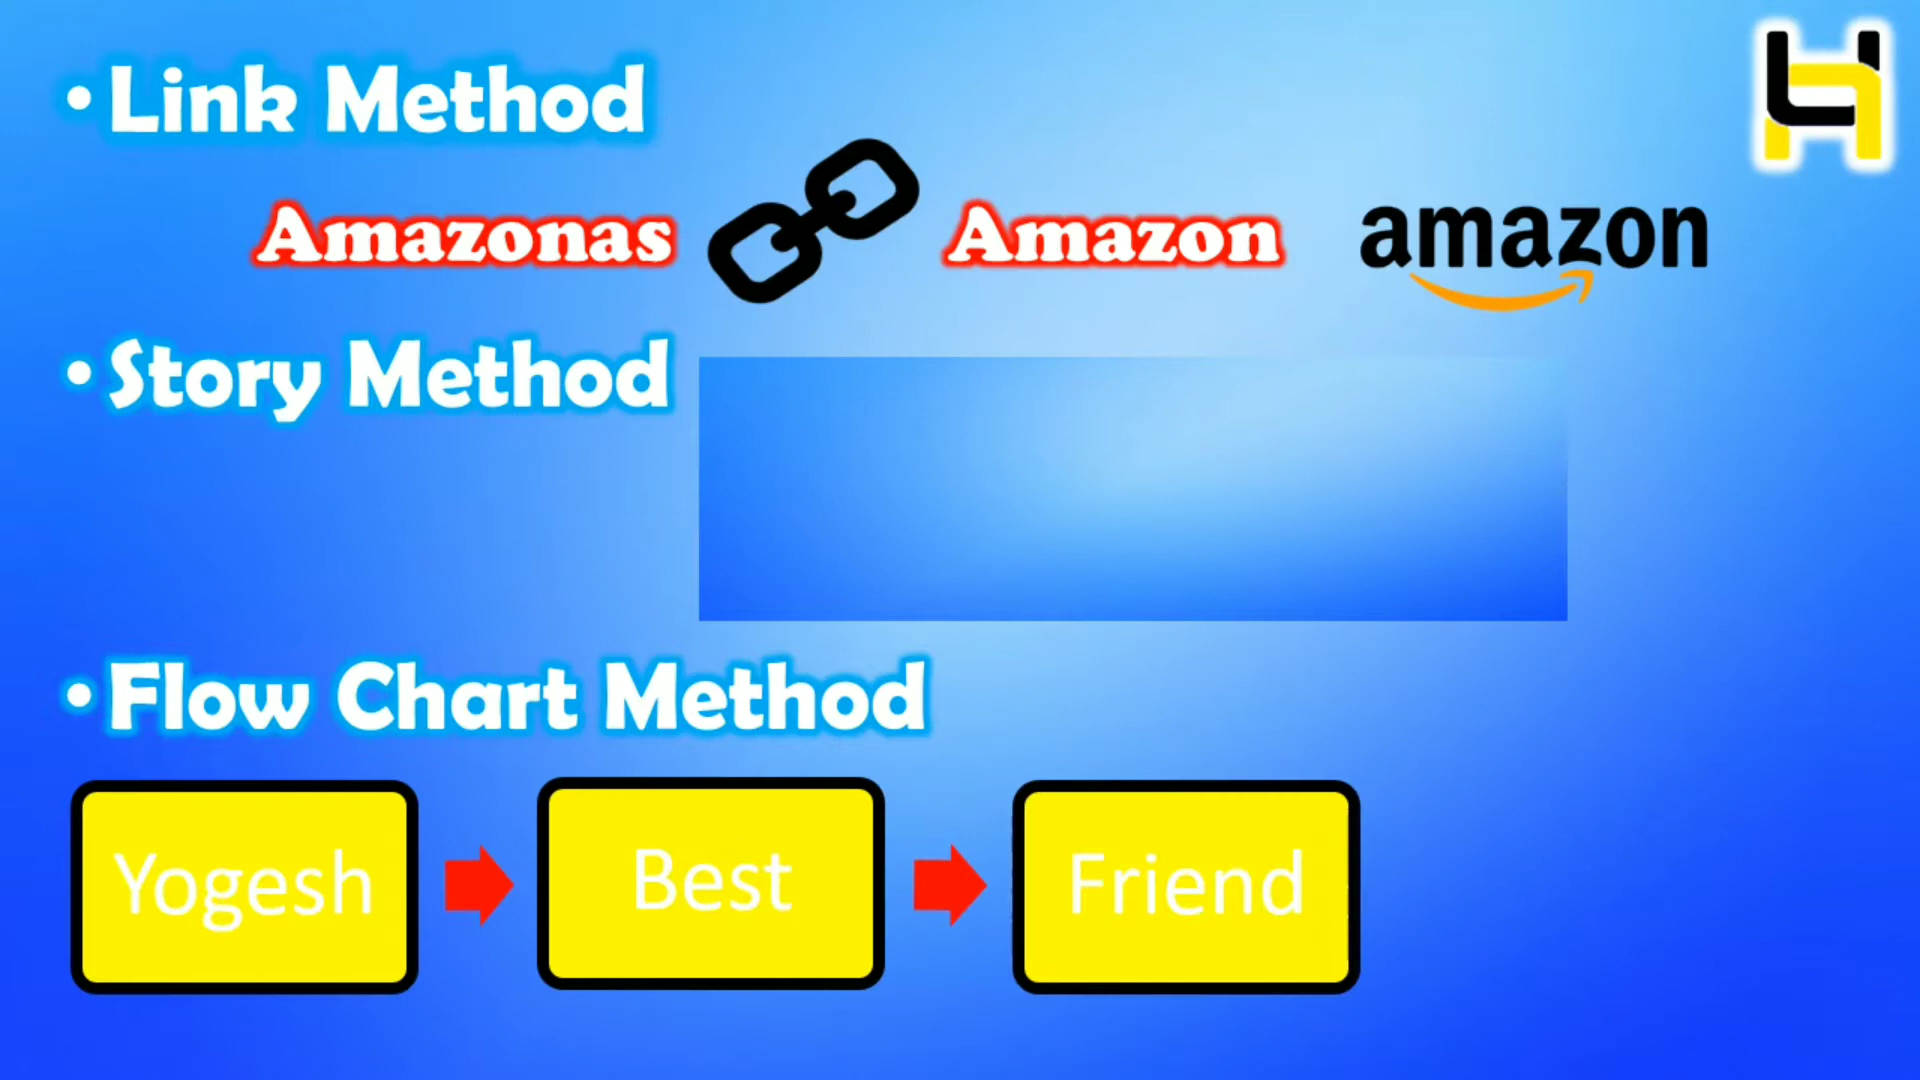 • Link Method
Amazonas Amazon amazon
• Story Method
• Flow Chart Method
Yogesh Best Friend